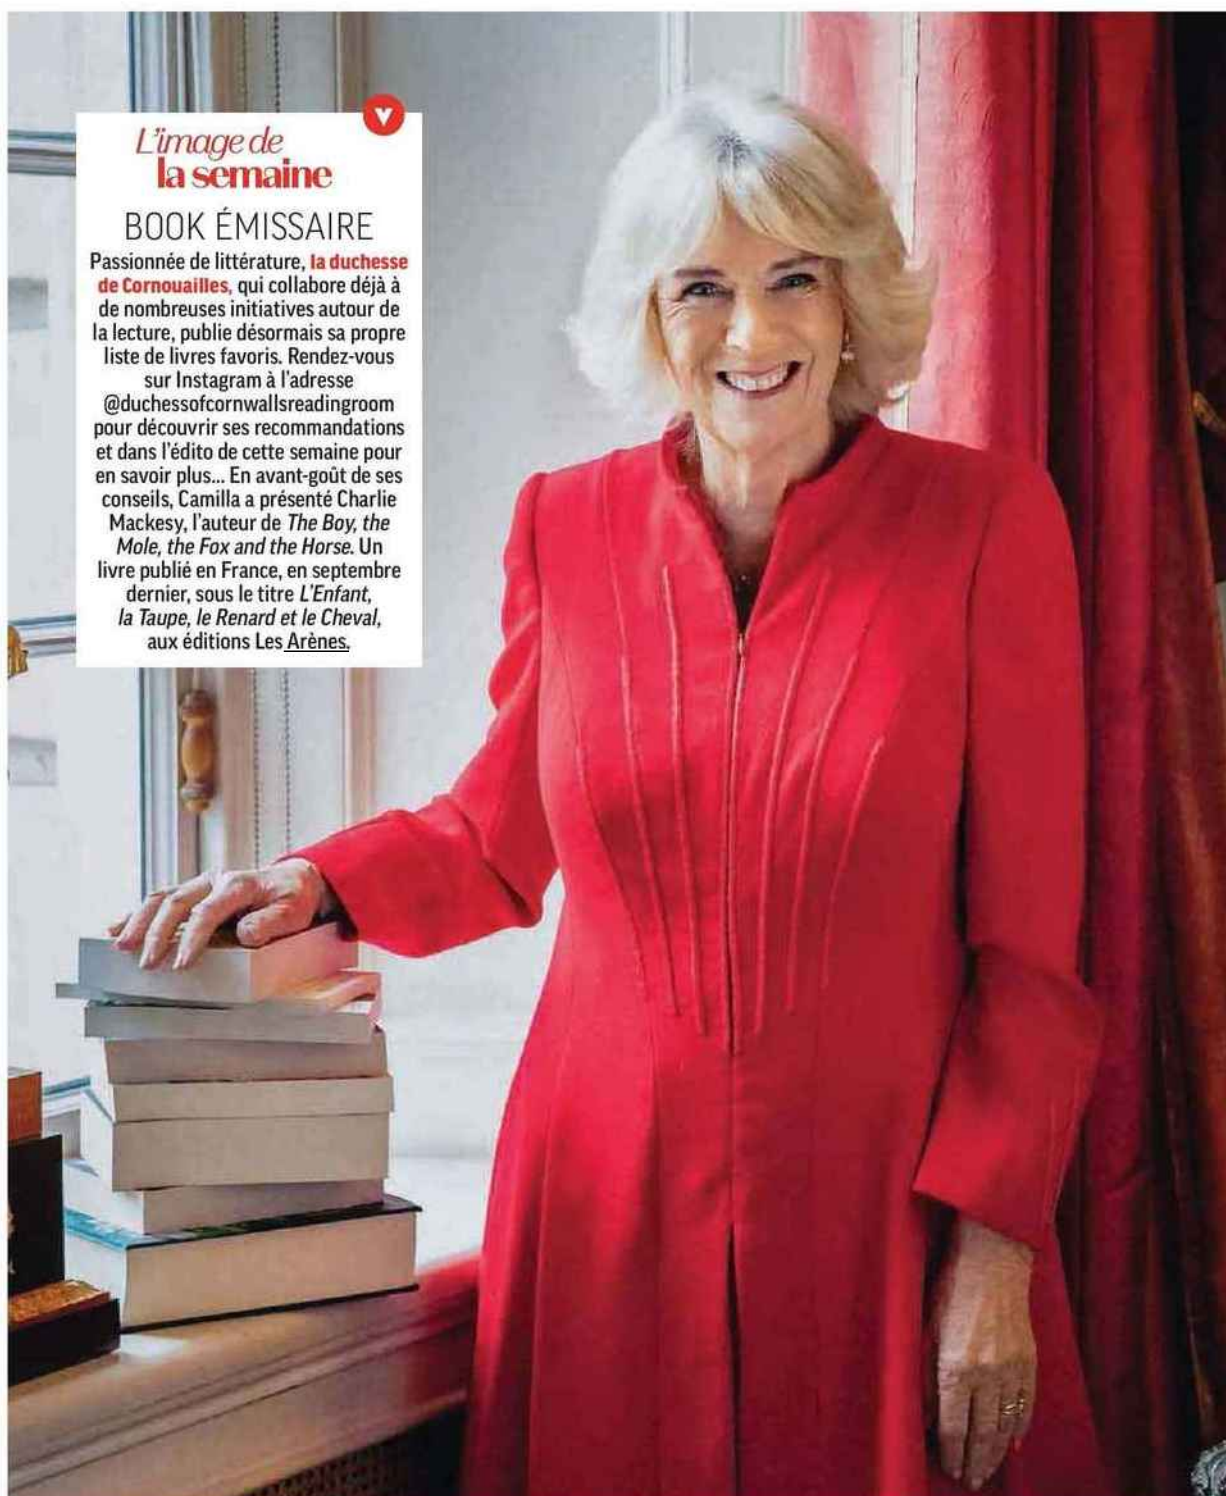 L'image de
la semaine
BOOK ÉMISSAIRE
Passionnée de littérature, la duchesse
de Cornouailles, qui collabore déjà à
de nombreuses initiatives autour de
la lecture, publie désormais sa propre
liste de livres favoris. Rendez-vous
sur Instagram à l'adresse
@duchessofcornwallsreadingroom
pour découvrir ses recommandations
et dans l'édito de cette semaine pour
en savoir plus... En avant-goût de ses
conseils, Camilla a présenté Charlie
Mackesy, l'auteur de The Boy, the
Mole, the Fox and the Horse. Un
livre publié en France, en septembre
dernier, sous le titre L'Enfant,
la Taupe, le Renard et le Cheval,
aux éditions Les Arènes.